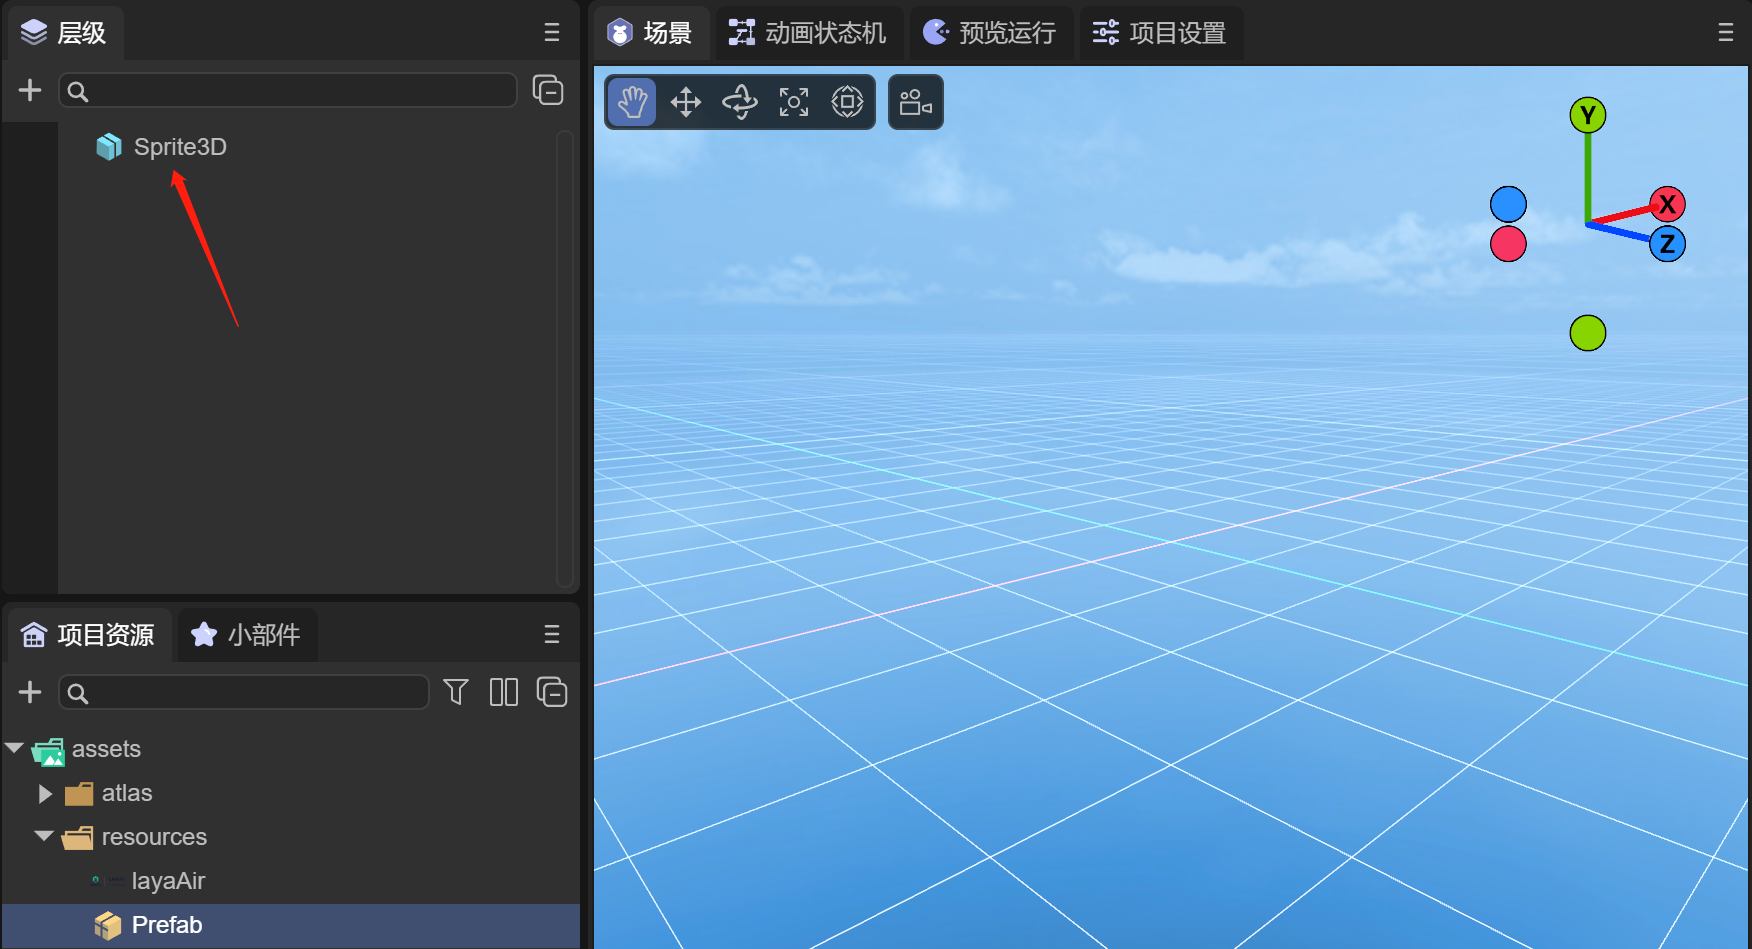 层级
场景
动画状态机
预览运行
项目设置
Sprite3D
Y
X
Z
项目资源
小部件
assets
atlas
resources
layaAir
Prefab